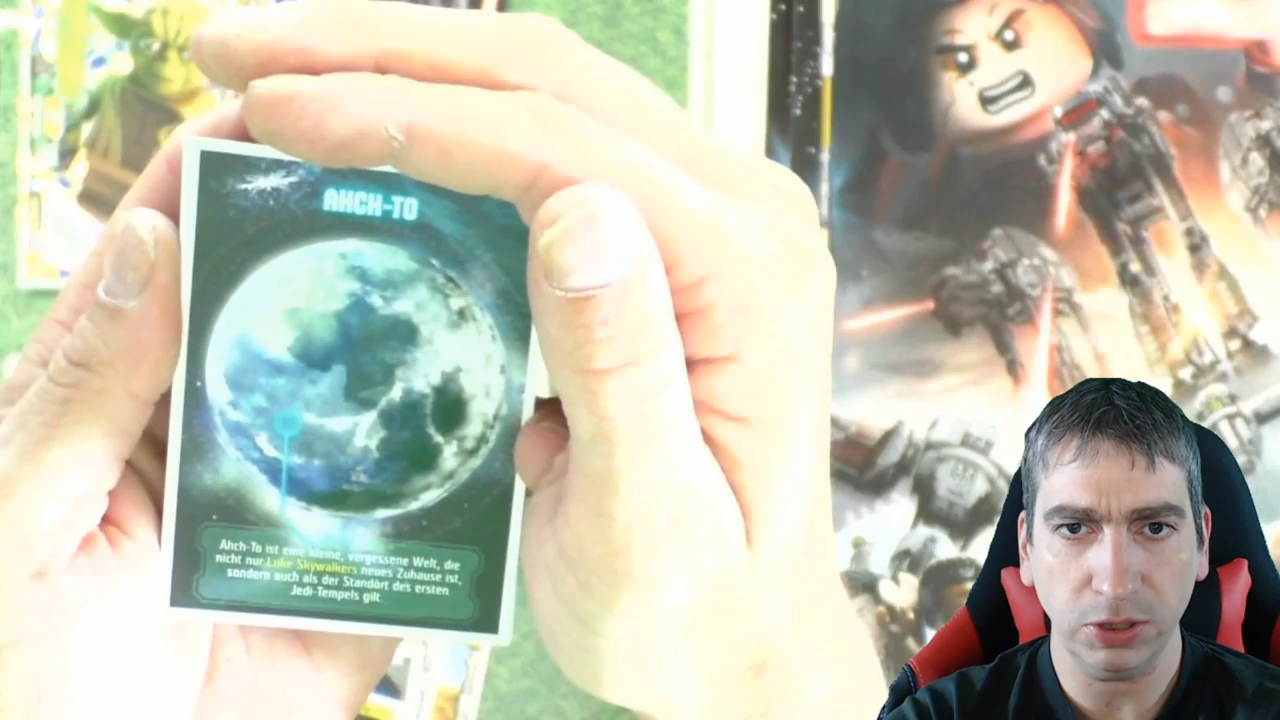 AHCH-TO
Ahch-To ist eine kleine, vergessene Welt, die
nicht nur Luke Skywalkers neues Zuhause ist,
sondern auch als der Standort des ersten
Jedi-Tempels gilt.